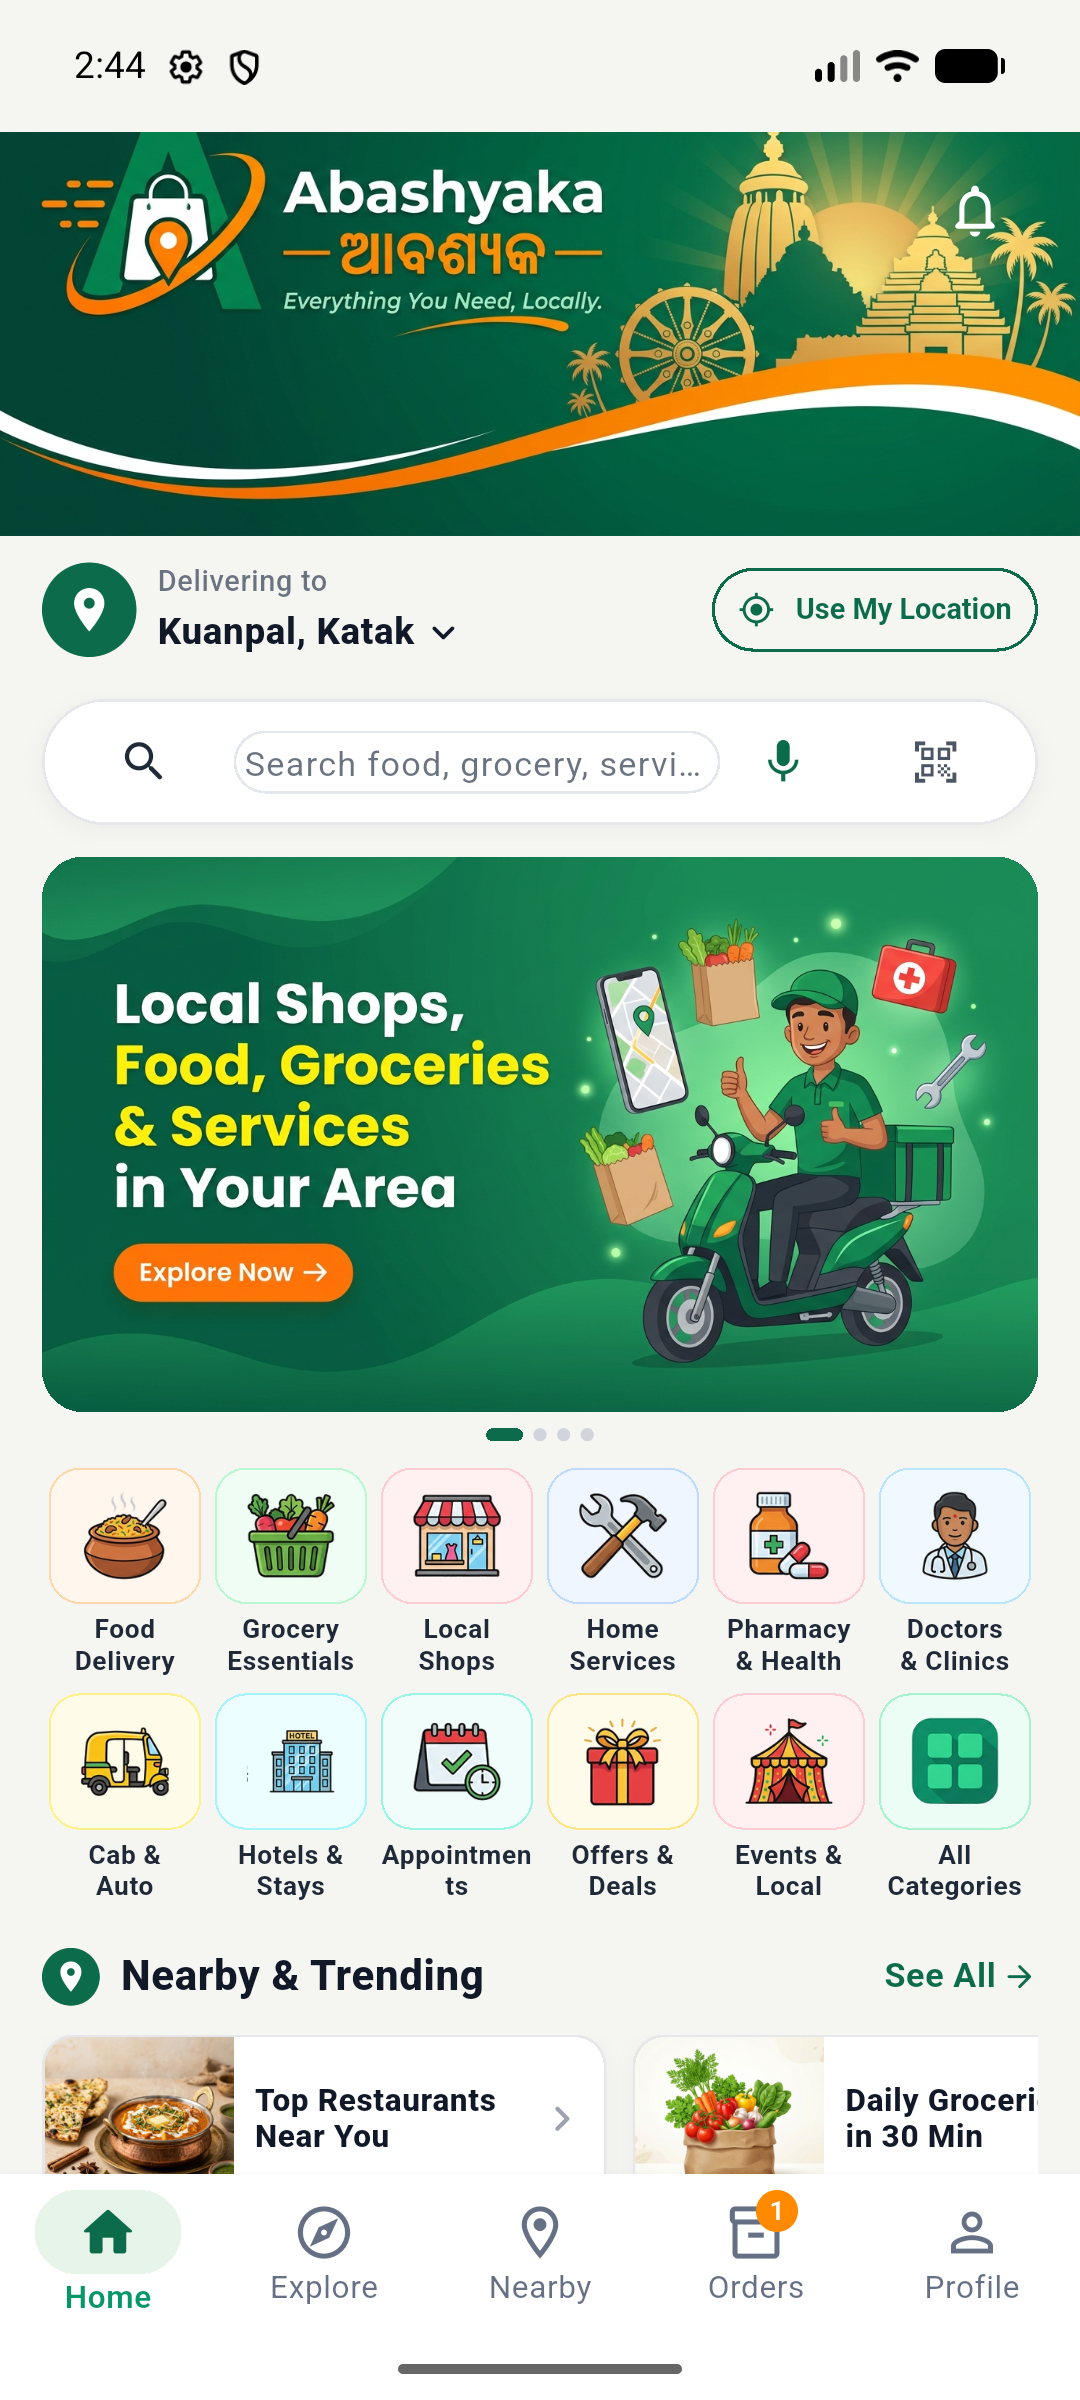 2:44
Abashyaka
ଆବଶ୍ୟକ
Everything You Need, Locally.
Delivering to
Kuanpal, Katak
Use My Location
Search food, grocery, servi...
Local Shops,
Food, Groceries
& Services
in Your Area
Explore Now →
Food
Delivery
Grocery
Essentials
Local
Shops
Home
Services
Pharmacy
& Health
Doctors
& Clinics
HOTEL
Cab &
Auto
Hotels &
Stays
Appointmen
ts
Offers &
Deals
Events &
Local
All
Categories
Nearby & Trending
See All →
Top Restaurants
Near You
Daily Groceri
in 30 Min
1
Home
Explore
Nearby
Orders
Profile